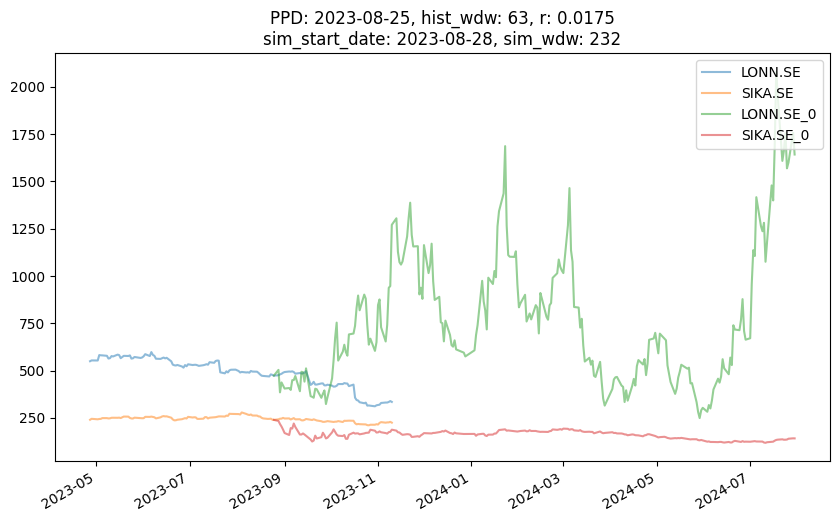 PPD: 2023-08-25, hist_wdw: 63, r: 0.0175
sim_start_date: 2023-08-28, sim_wdw: 232
LONN.SE
SIKA.SE
LONN.SE_0
SIKA.SE_0
2000
1750
1500
1250
1000
750
500
250
2023-05
2023-07
2023-09
2023-11
2024-01
2024-03
2024-05
2024-07